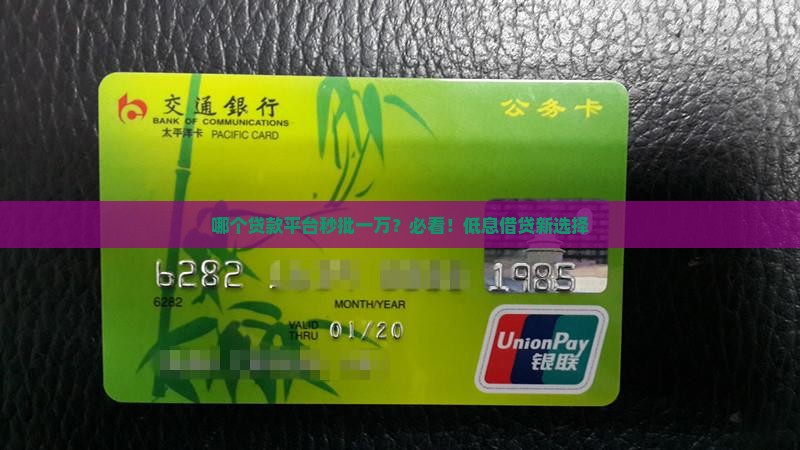 交通銀行
BANK OF COMMUNICATIONS
太平洋卡 PACIFIC CARD
公务卡
哪个贷款平台秒批一万？必看！低息借贷新选择
6282 1985
6282
MONTH/YEAR
VALID THRU 01/20
UnionPay
银联